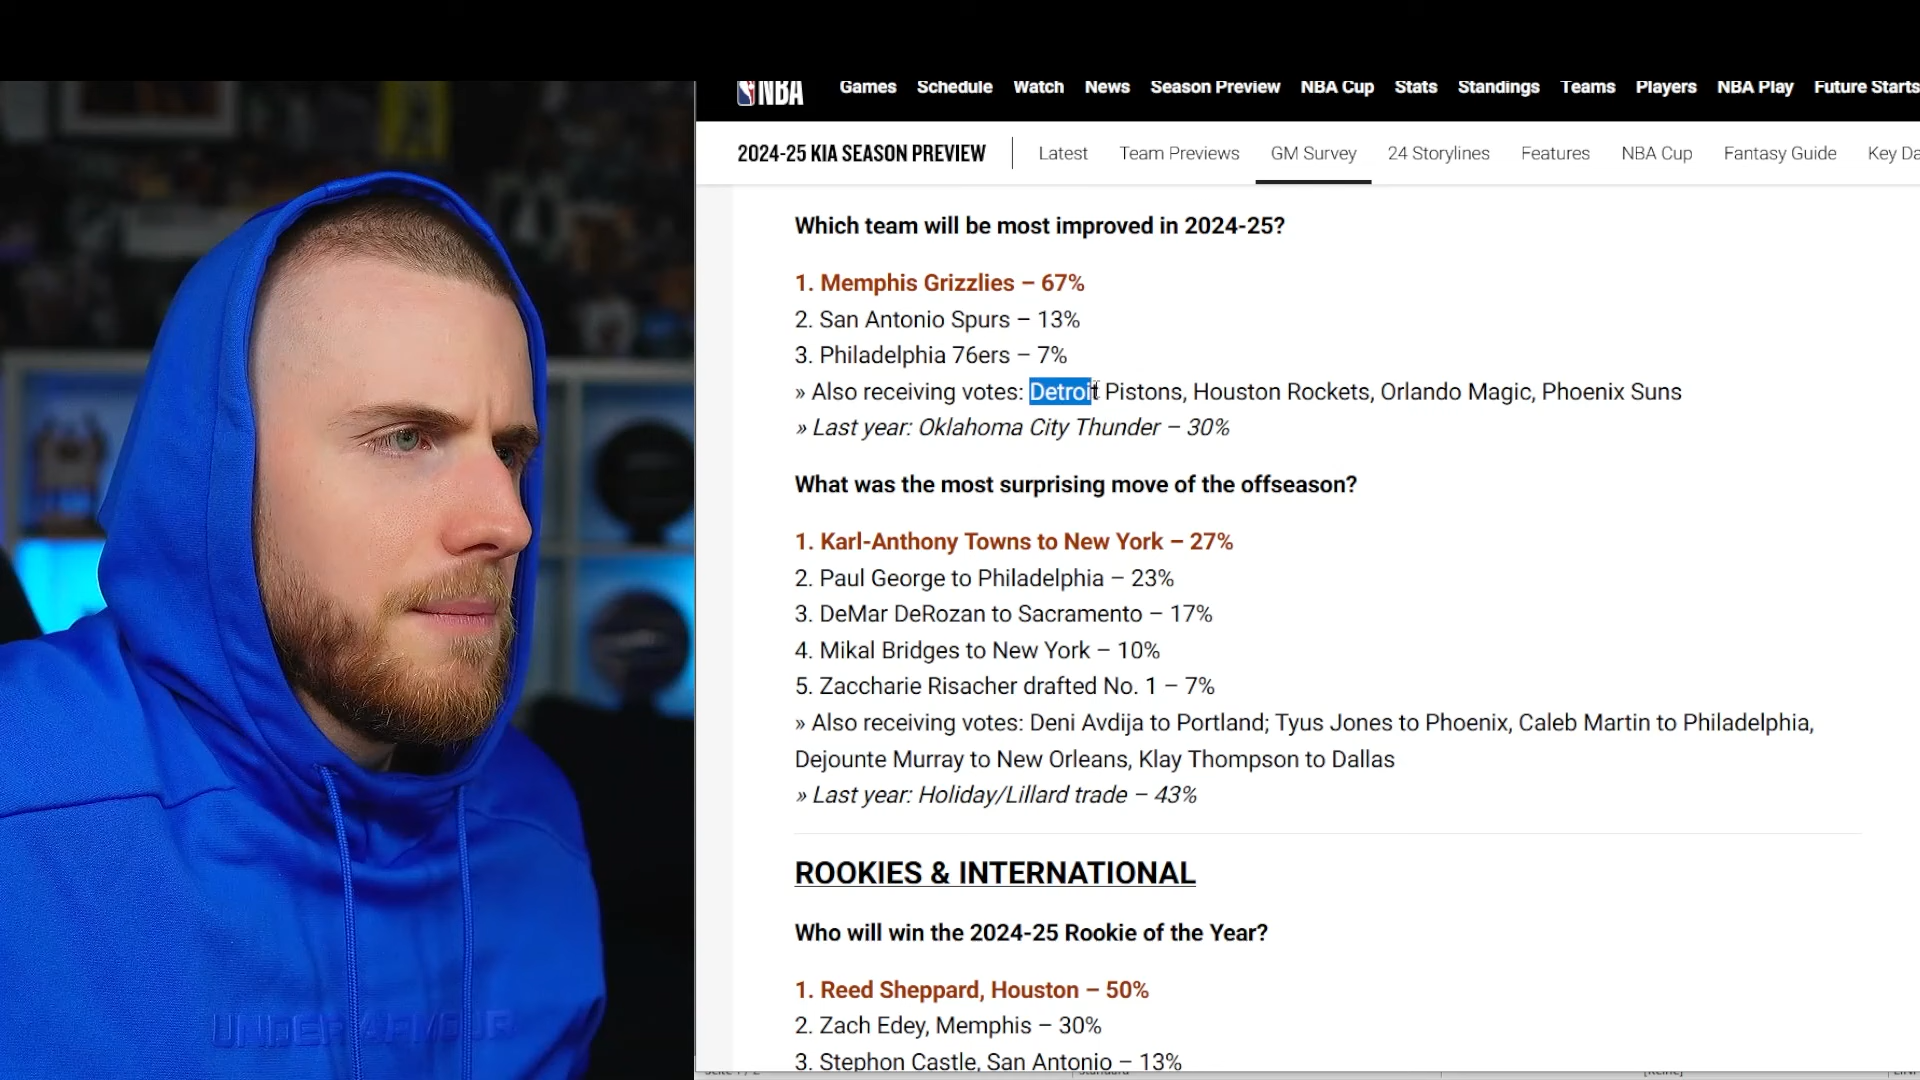 NBA Games Schedule Watch News Season Preview NBA Cup Stats Standings Teams Players NBA Play Future Starts
2024-25 KIA SEASON PREVIEW Latest Team Previews GM Survey 24 Storylines Features NBA Cup Fantasy Guide Key Da
Which team will be most improved in 2024-25?
1. Memphis Grizzlies – 67%
2. San Antonio Spurs – 13%
3. Philadelphia 76ers – 7%
» Also receiving votes: Detroit Pistons, Houston Rockets, Orlando Magic, Phoenix Suns
» Last year: Oklahoma City Thunder – 30%
What was the most surprising move of the offseason?
1. Karl-Anthony Towns to New York – 27%
2. Paul George to Philadelphia – 23%
3. DeMar DeRozan to Sacramento – 17%
4. Mikal Bridges to New York – 10%
5. Zaccharie Risacher drafted No. 1 – 7%
» Also receiving votes: Deni Avdija to Portland; Tyus Jones to Phoenix, Caleb Martin to Philadelphia,
Dejounte Murray to New Orleans, Klay Thompson to Dallas
» Last year: Holiday/Lillard trade – 43%
ROOKIES & INTERNATIONAL
Who will win the 2024-25 Rookie of the Year?
1. Reed Sheppard, Houston – 50%
2. Zach Edey, Memphis – 30%
3. Stephon Castle, San Antonio – 13%
UNDER ARMOUR